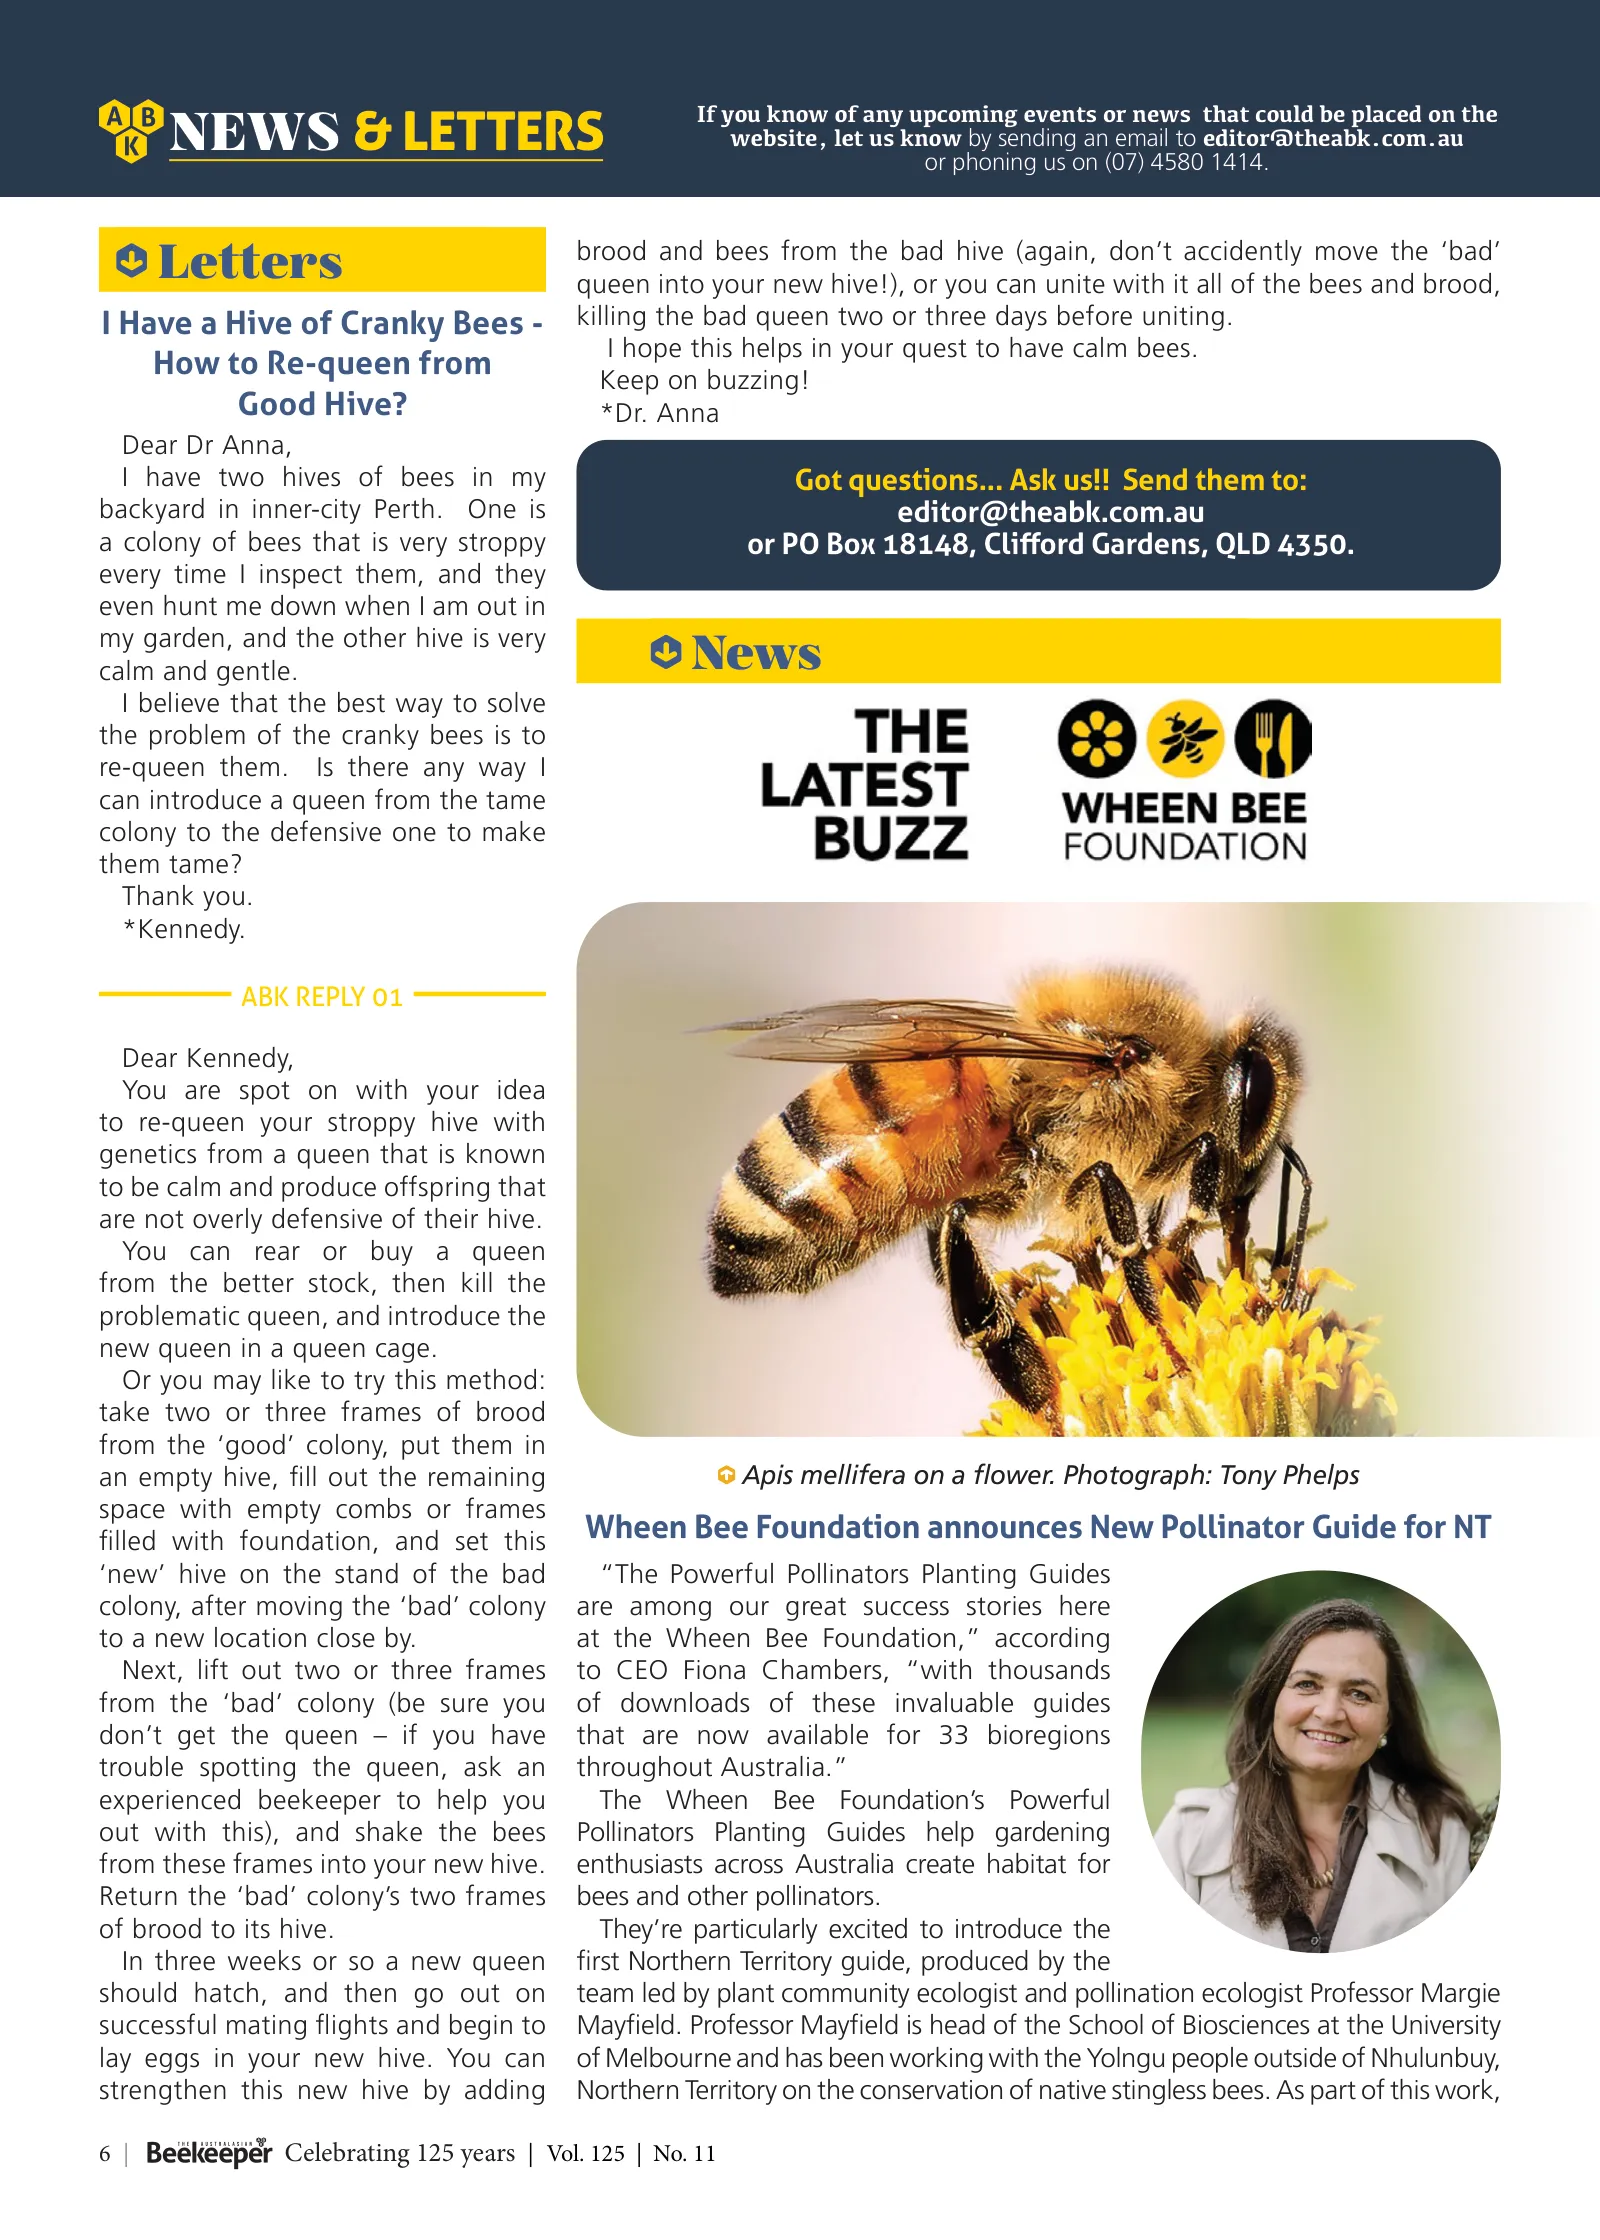 A B K
NEWS & LETTERS
If you know of any upcoming events or news that could be placed on the
website, let us know by sending an email to editor@theabk.com.au
or phoning us on (07) 4580 1414.
Letters
I Have a Hive of Cranky Bees -
How to Re-queen from
Good Hive?
Dear Dr Anna,
I have two hives of bees in my
backyard in inner-city Perth. One is
a colony of bees that is very stroppy
every time I inspect them, and they
even hunt me down when I am out in
my garden, and the other hive is very
calm and gentle.
I believe that the best way to solve
the problem of the cranky bees is to
re-queen them. Is there any way I
can introduce a queen from the tame
colony to the defensive one to make
them tame?
Thank you.
*Kennedy.
ABK REPLY 01
Dear Kennedy,
You are spot on with your idea
to re-queen your stroppy hive with
genetics from a queen that is known
to be calm and produce offspring that
are not overly defensive of their hive.
You can rear or buy a queen
from the better stock, then kill the
problematic queen, and introduce the
new queen in a queen cage.
Or you may like to try this method:
take two or three frames of brood
from the ‘good’ colony, put them in
an empty hive, fill out the remaining
space with empty combs or frames
filled with foundation, and set this
‘new’ hive on the stand of the bad
colony, after moving the ‘bad’ colony
to a new location close by.
Next, lift out two or three frames
from the ‘bad’ colony (be sure you
don’t get the queen – if you have
trouble spotting the queen, ask an
experienced beekeeper to help you
out with this), and shake the bees
from these frames into your new hive.
Return the ‘bad’ colony’s two frames
of brood to its hive.
In three weeks or so a new queen
should hatch, and then go out on
successful mating flights and begin to
lay eggs in your new hive. You can
strengthen this new hive by adding
brood and bees from the bad hive (again, don’t accidently move the ‘bad’
queen into your new hive!), or you can unite with it all of the bees and brood,
killing the bad queen two or three days before uniting.
I hope this helps in your quest to have calm bees.
Keep on buzzing!
*Dr. Anna
Got questions... Ask us!! Send them to:
editor@theabk.com.au
or PO Box 18148, Clifford Gardens, QLD 4350.
News
THE
LATEST
BUZZ
WHEEN BEE
FOUNDATION
Apis mellifera on a flower. Photograph: Tony Phelps
Wheen Bee Foundation announces New Pollinator Guide for NT
“The Powerful Pollinators Planting Guides
are among our great success stories here
at the Wheen Bee Foundation,” according
to CEO Fiona Chambers, “with thousands
of downloads of these invaluable guides
that are now available for 33 bioregions
throughout Australia.”
The Wheen Bee Foundation’s Powerful
Pollinators Planting Guides help gardening
enthusiasts across Australia create habitat for
bees and other pollinators.
They’re particularly excited to introduce the
first Northern Territory guide, produced by the
team led by plant community ecologist and pollination ecologist Professor Margie
Mayfield. Professor Mayfield is head of the School of Biosciences at the University
of Melbourne and has been working with the Yolngu people outside of Nhulunbuy,
Northern Territory on the conservation of native stingless bees. As part of this work,
6 | THE AUSTRALASIAN Beekeeper Celebrating 125 years | Vol. 125 | No. 11